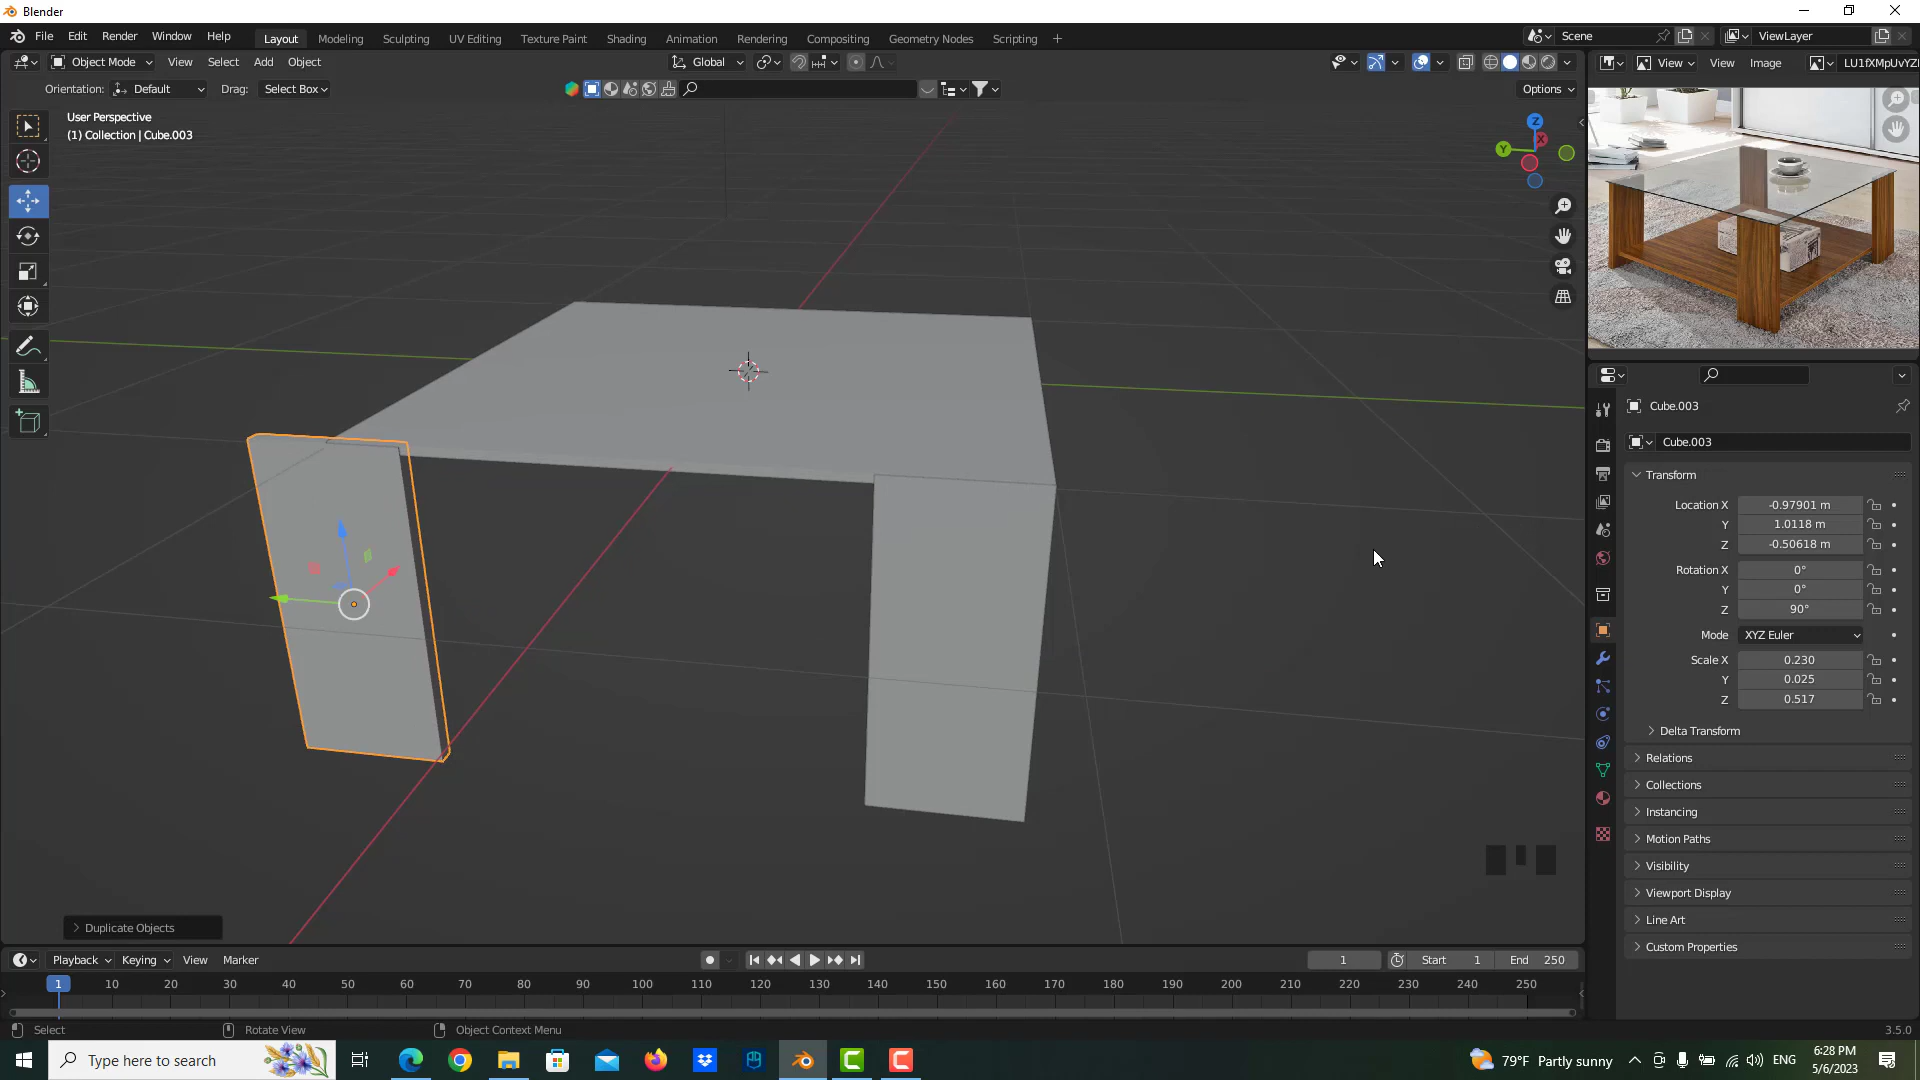 Blender
File Edit Render Window Help
Layout Modeling Sculpting UV Editing Texture Paint Shading Animation Rendering Compositing Geometry Nodes Scripting
Scene
ViewLayer
Object Mode View Select Add Object
Global
View View Image LU1fXMpUvYZl
Orientation: Default Drag: Select Box
Options
User Perspective
(1) Collection | Cube.003
Z
X
Y
Cube.003
Cube.003
Transform
Location X -0.97901 m
Y 1.0118 m
Z -0.50618 m
Rotation X 0°
Y 0°
Z 90°
Mode XYZ Euler
Scale X 0.230
Y 0.025
Z 0.517
Delta Transform
Relations
Collections
Instancing
Motion Paths
Visibility
Viewport Display
Line Art
Custom Properties
Duplicate Objects
Playback Keying View Marker
1 Start 1 End 250
1 10 20 30 40 50 60 70 80 90 100 110 120 130 140 150 160 170 180 190 200 210 220 230 240 250
Select Rotate View Object Context Menu
3.5.0
Type here to search
79°F Partly sunny
ENG
6:28 PM
5/6/2023